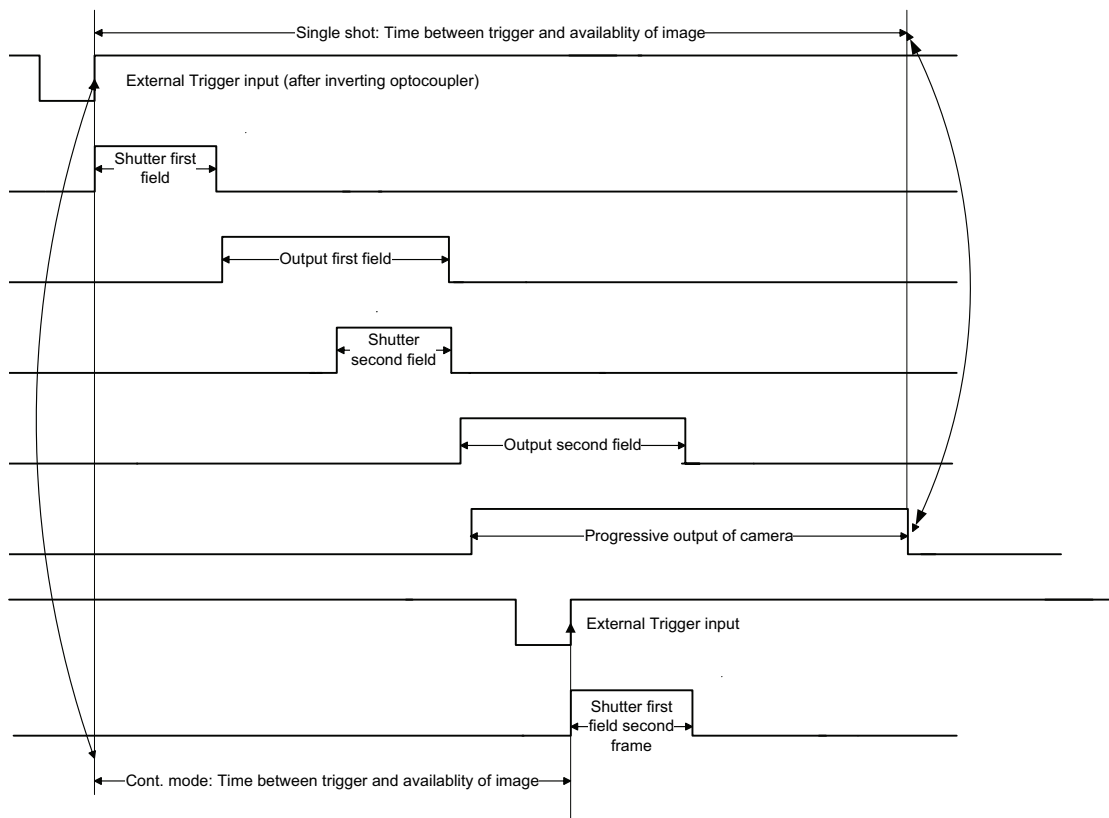 Single shot: Time between trigger and availablity of image
External Trigger input (after inverting optocoupler)
Shutter first
field
Output first field
Shutter
second field
Output second field
Progressive output of camera
External Trigger input
Shutter first
field second
frame
Cont. mode: Time between trigger and availablity of image